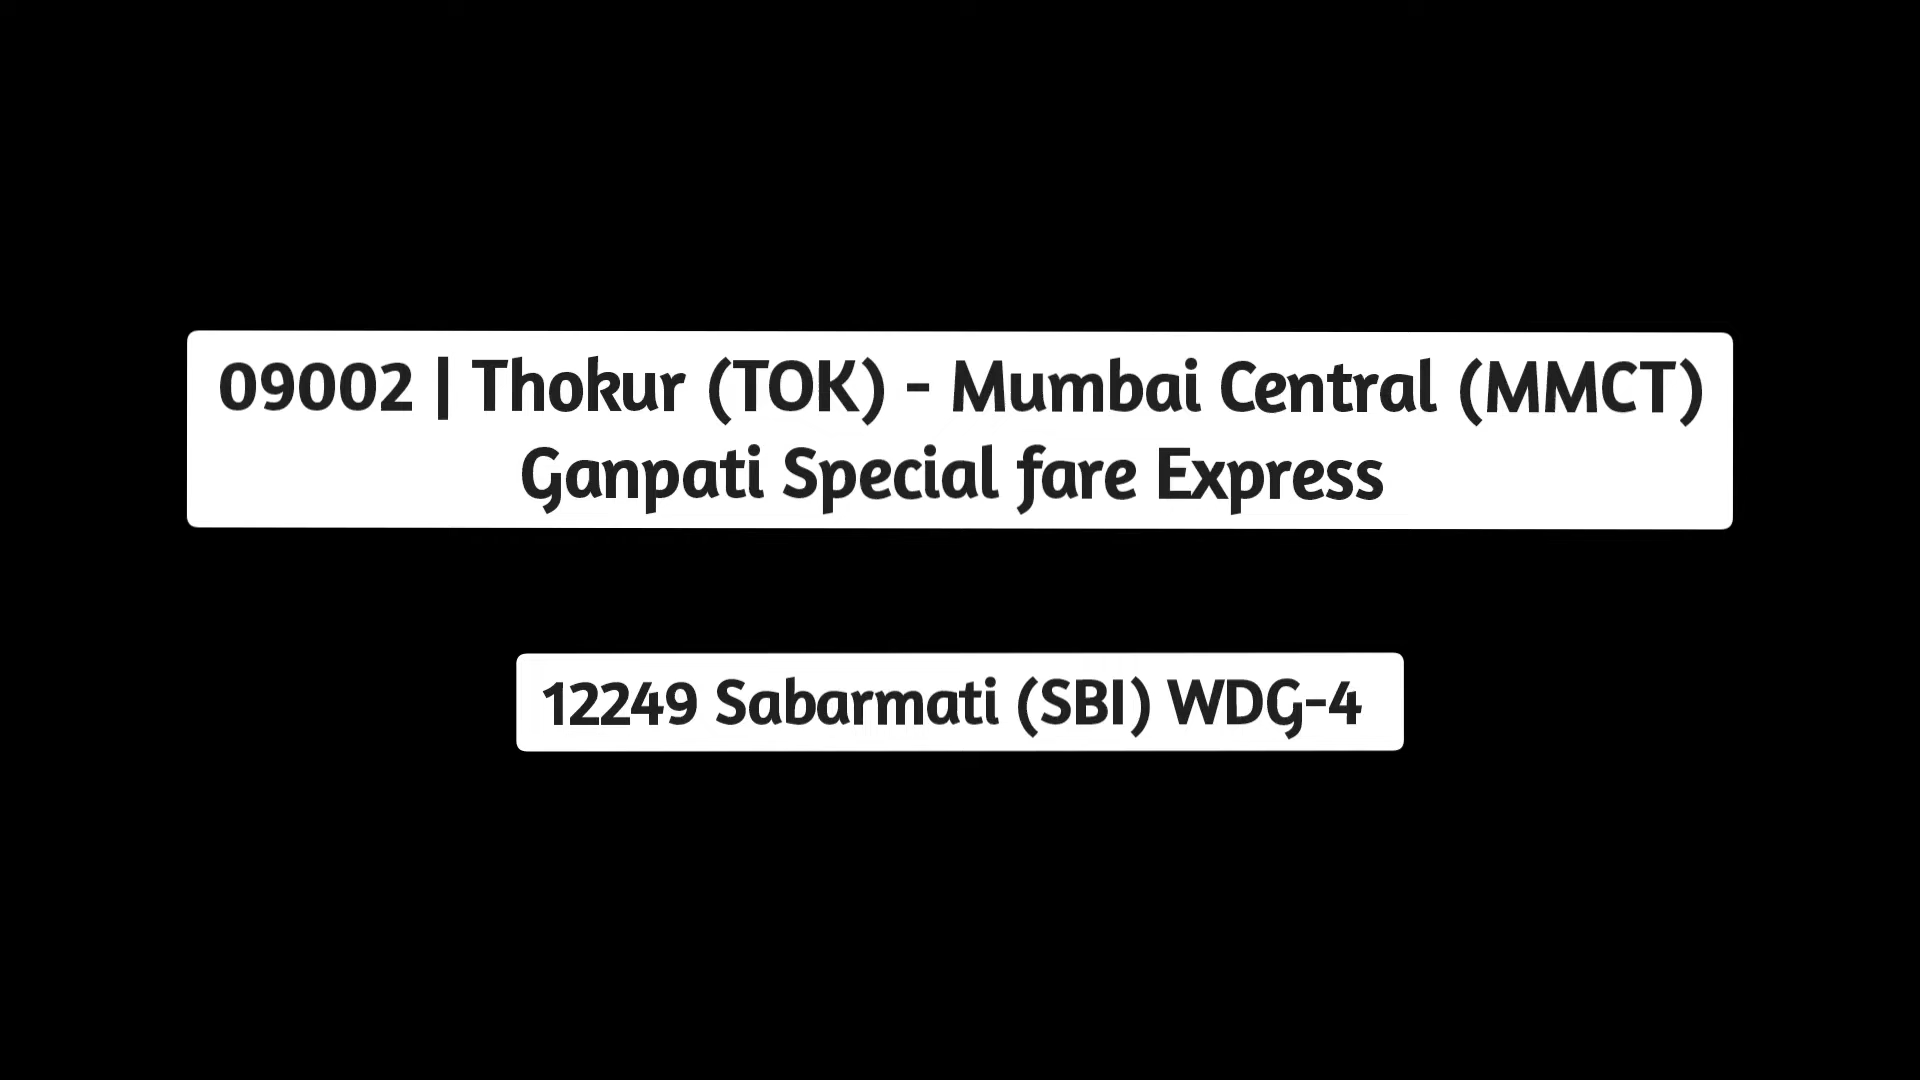 09002 | Thokur (TOK) - Mumbai Central (MMCT)
Ganpati Special fare Express
12249 Sabarmati (SBI) WDG-4